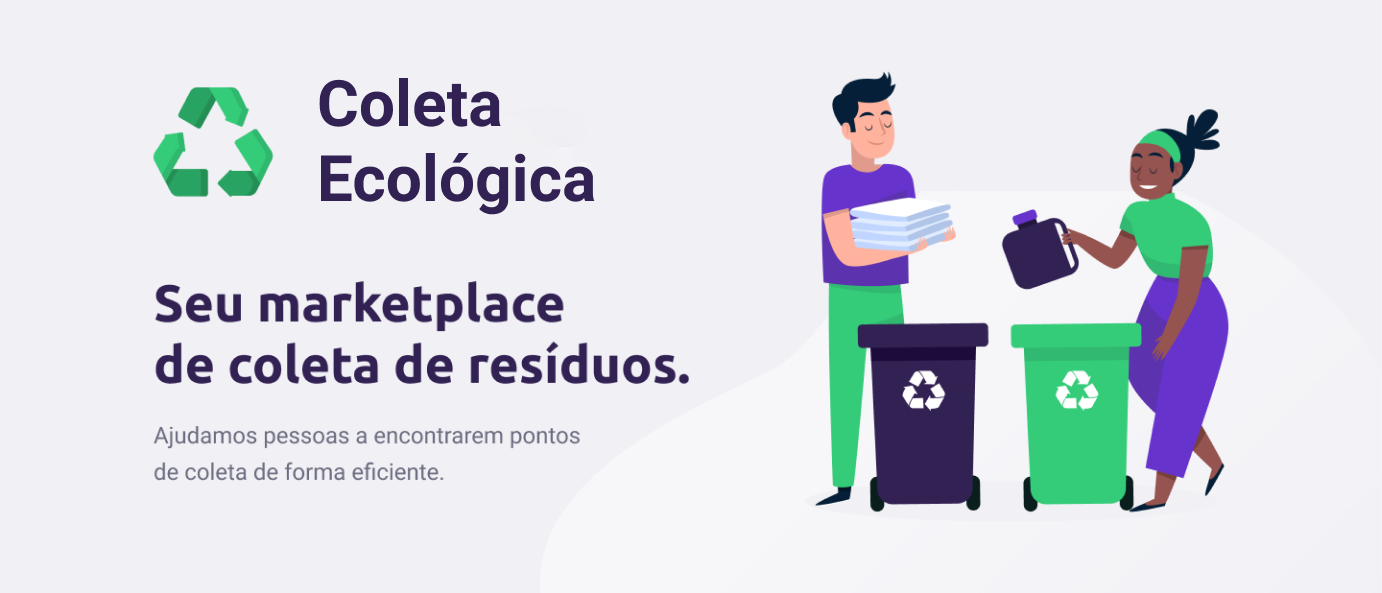 Coleta
Ecológica
Seu marketplace
de coleta de resíduos.
Ajudamos pessoas a encontrarem pontos
de coleta de forma eficiente.